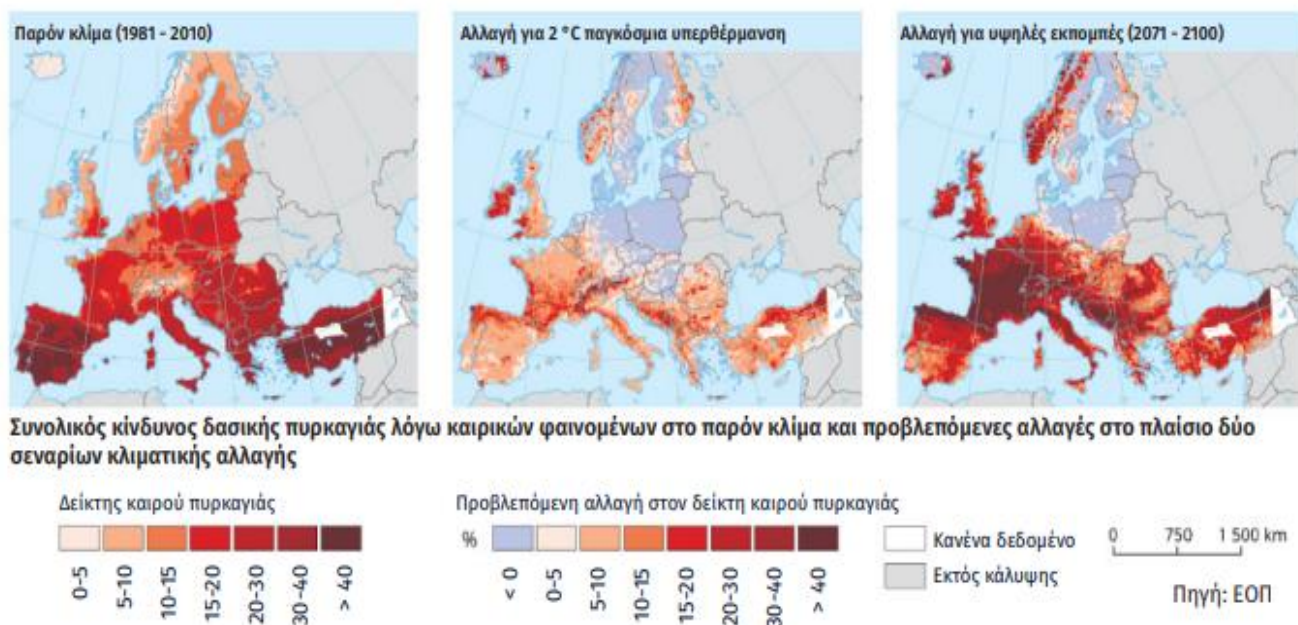 Παρόν κλίμα (1981 - 2010)
Αλλαγή για 2 °C παγκόσμια υπερθέρμανση
Αλλαγή για υψηλές εκπομπές (2071 - 2100)
Συνολικός κίνδυνος δασικής πυρκαγιάς λόγω καιρικών φαινομένων στο παρόν κλίμα και προβλεπόμενες αλλαγές στο πλαίσιο δύο
σεναρίων κλιματικής αλλαγής
Δείκτης καιρού πυρκαγιάς
0-5
5-10
10-15
15-20
20-30
30-40
> 40
Προβλεπόμενη αλλαγή στον δείκτη καιρού πυρκαγιάς
%
< 0
0-5
5-10
10-15
15-20
20-30
30-40
> 40
Κανένα δεδομένο
Εκτός κάλυψης
0 750 1 500 km
Πηγή: ΕΟΠ